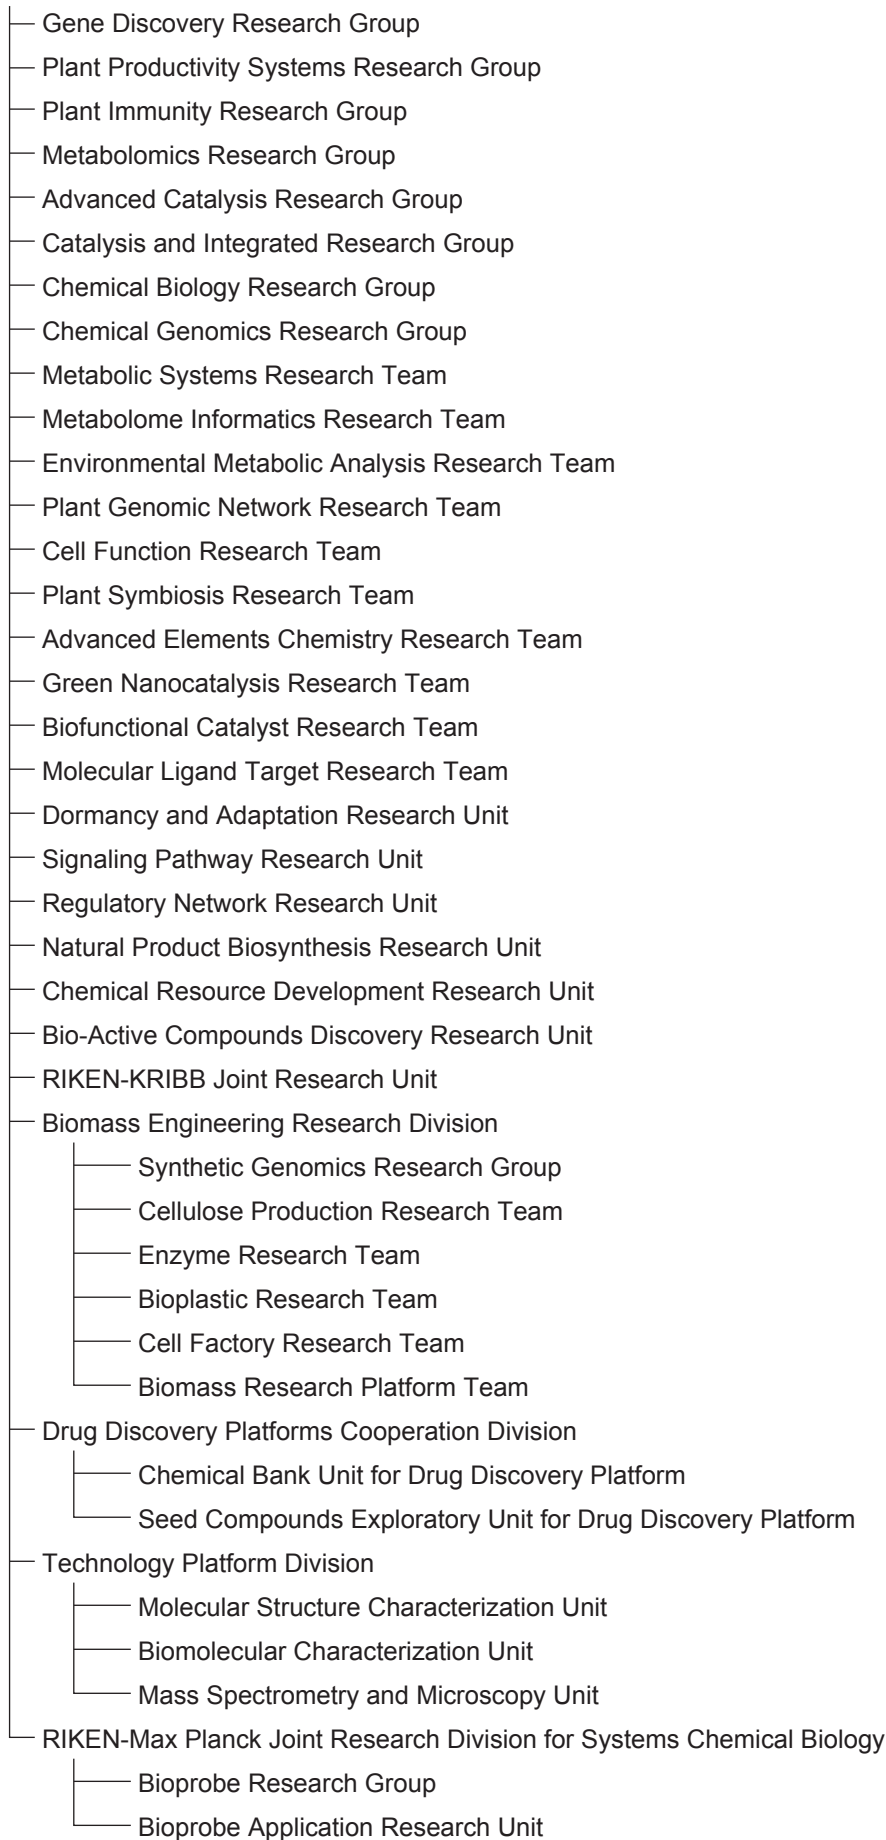 Gene Discovery Research Group
Plant Productivity Systems Research Group
Plant Immunity Research Group
Metabolomics Research Group
Advanced Catalysis Research Group
Catalysis and Integrated Research Group
Chemical Biology Research Group
Chemical Genomics Research Group
Metabolic Systems Research Team
Metabolome Informatics Research Team
Environmental Metabolic Analysis Research Team
Plant Genomic Network Research Team
Cell Function Research Team
Plant Symbiosis Research Team
Advanced Elements Chemistry Research Team
Green Nanocatalysis Research Team
Biofunctional Catalyst Research Team
Molecular Ligand Target Research Team
Dormancy and Adaptation Research Unit
Signaling Pathway Research Unit
Regulatory Network Research Unit
Natural Product Biosynthesis Research Unit
Chemical Resource Development Research Unit
Bio-Active Compounds Discovery Research Unit
RIKEN-KRIBB Joint Research Unit
Biomass Engineering Research Division
Synthetic Genomics Research Group
Cellulose Production Research Team
Enzyme Research Team
Bioplastic Research Team
Cell Factory Research Team
Biomass Research Platform Team
Drug Discovery Platforms Cooperation Division
Chemical Bank Unit for Drug Discovery Platform
Seed Compounds Exploratory Unit for Drug Discovery Platform
Technology Platform Division
Molecular Structure Characterization Unit
Biomolecular Characterization Unit
Mass Spectrometry and Microscopy Unit
RIKEN-Max Planck Joint Research Division for Systems Chemical Biology
Bioprobe Research Group
Bioprobe Application Research Unit